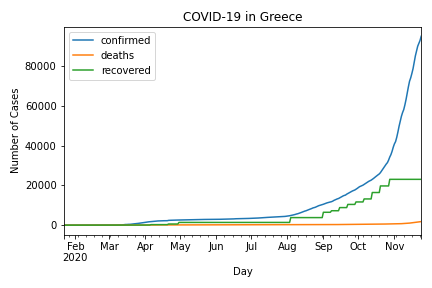 COVID-19 in Greece
confirmed
deaths
recovered
Number of Cases
80000
60000
40000
20000
0
Feb Mar Apr May Jun Jul Aug Sep Oct Nov
2020
Day